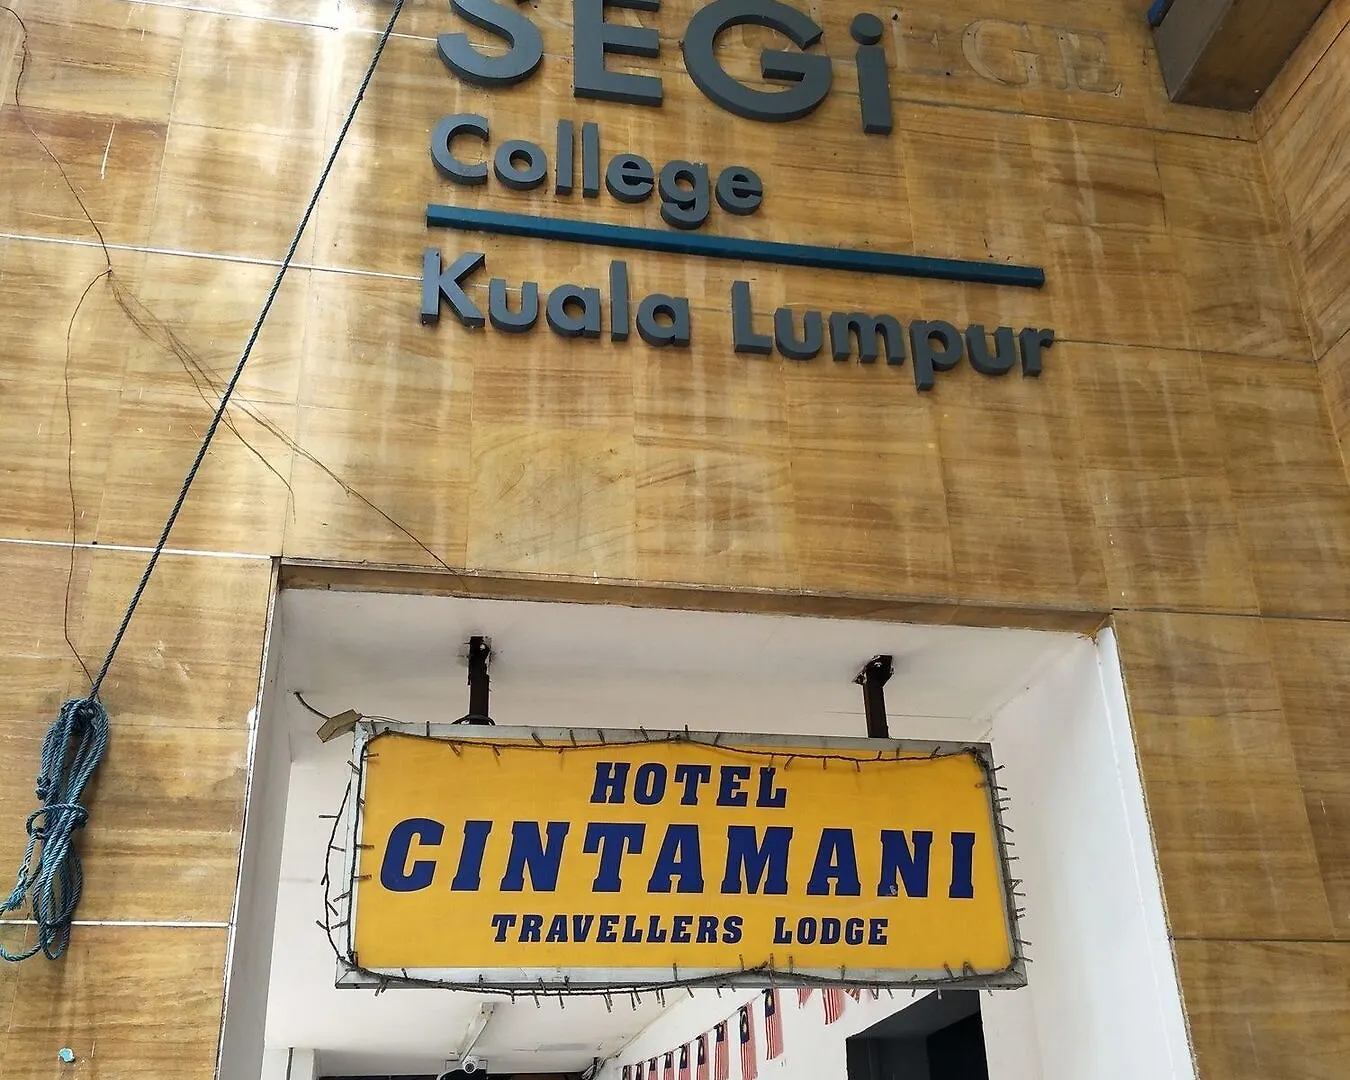 SEGi
College
Kuala Lumpur
HOTEL
CINTAMANI
TRAVELLERS LODGE